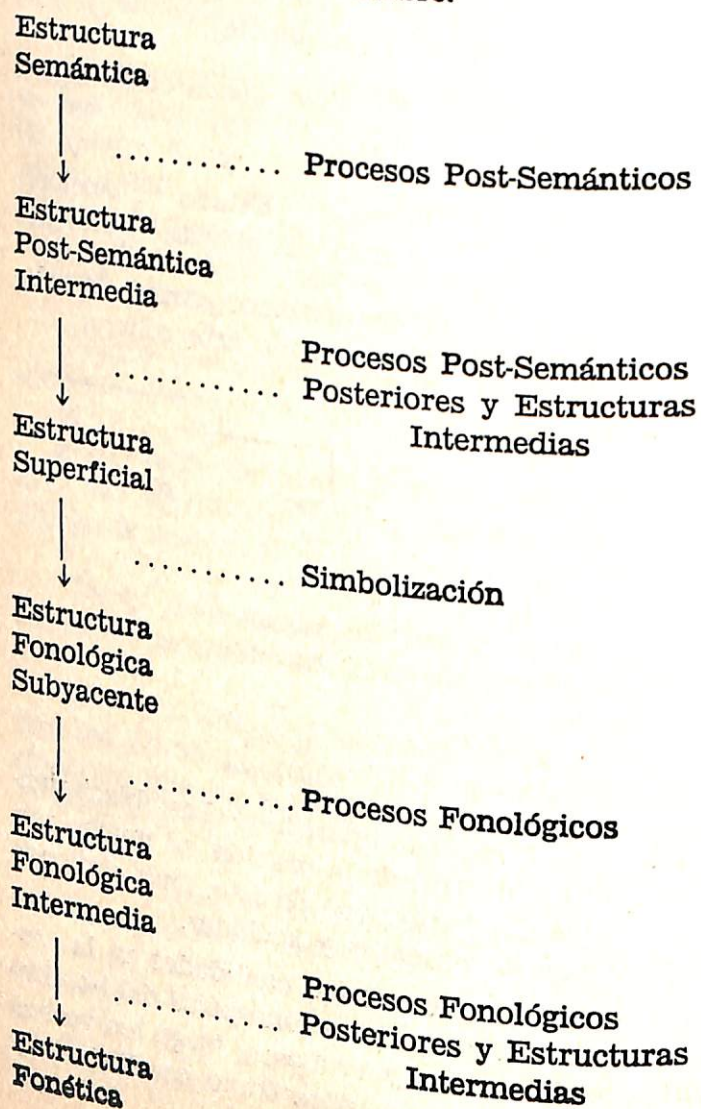 Estructura
Semántica
............ Procesos Post-Semánticos
Estructura
Post-Semántica
Intermedia
Procesos Post-Semánticos
............ Posteriores y Estructuras
Intermedias
Estructura
Superficial
........... Simbolización
Estructura
Fonológica
Subyacente
............ Procesos Fonológicos
Estructura
Fonológica
Intermedia
Procesos Fonológicos
............ Posteriores y Estructuras
Intermedias
Estructura
Fonética